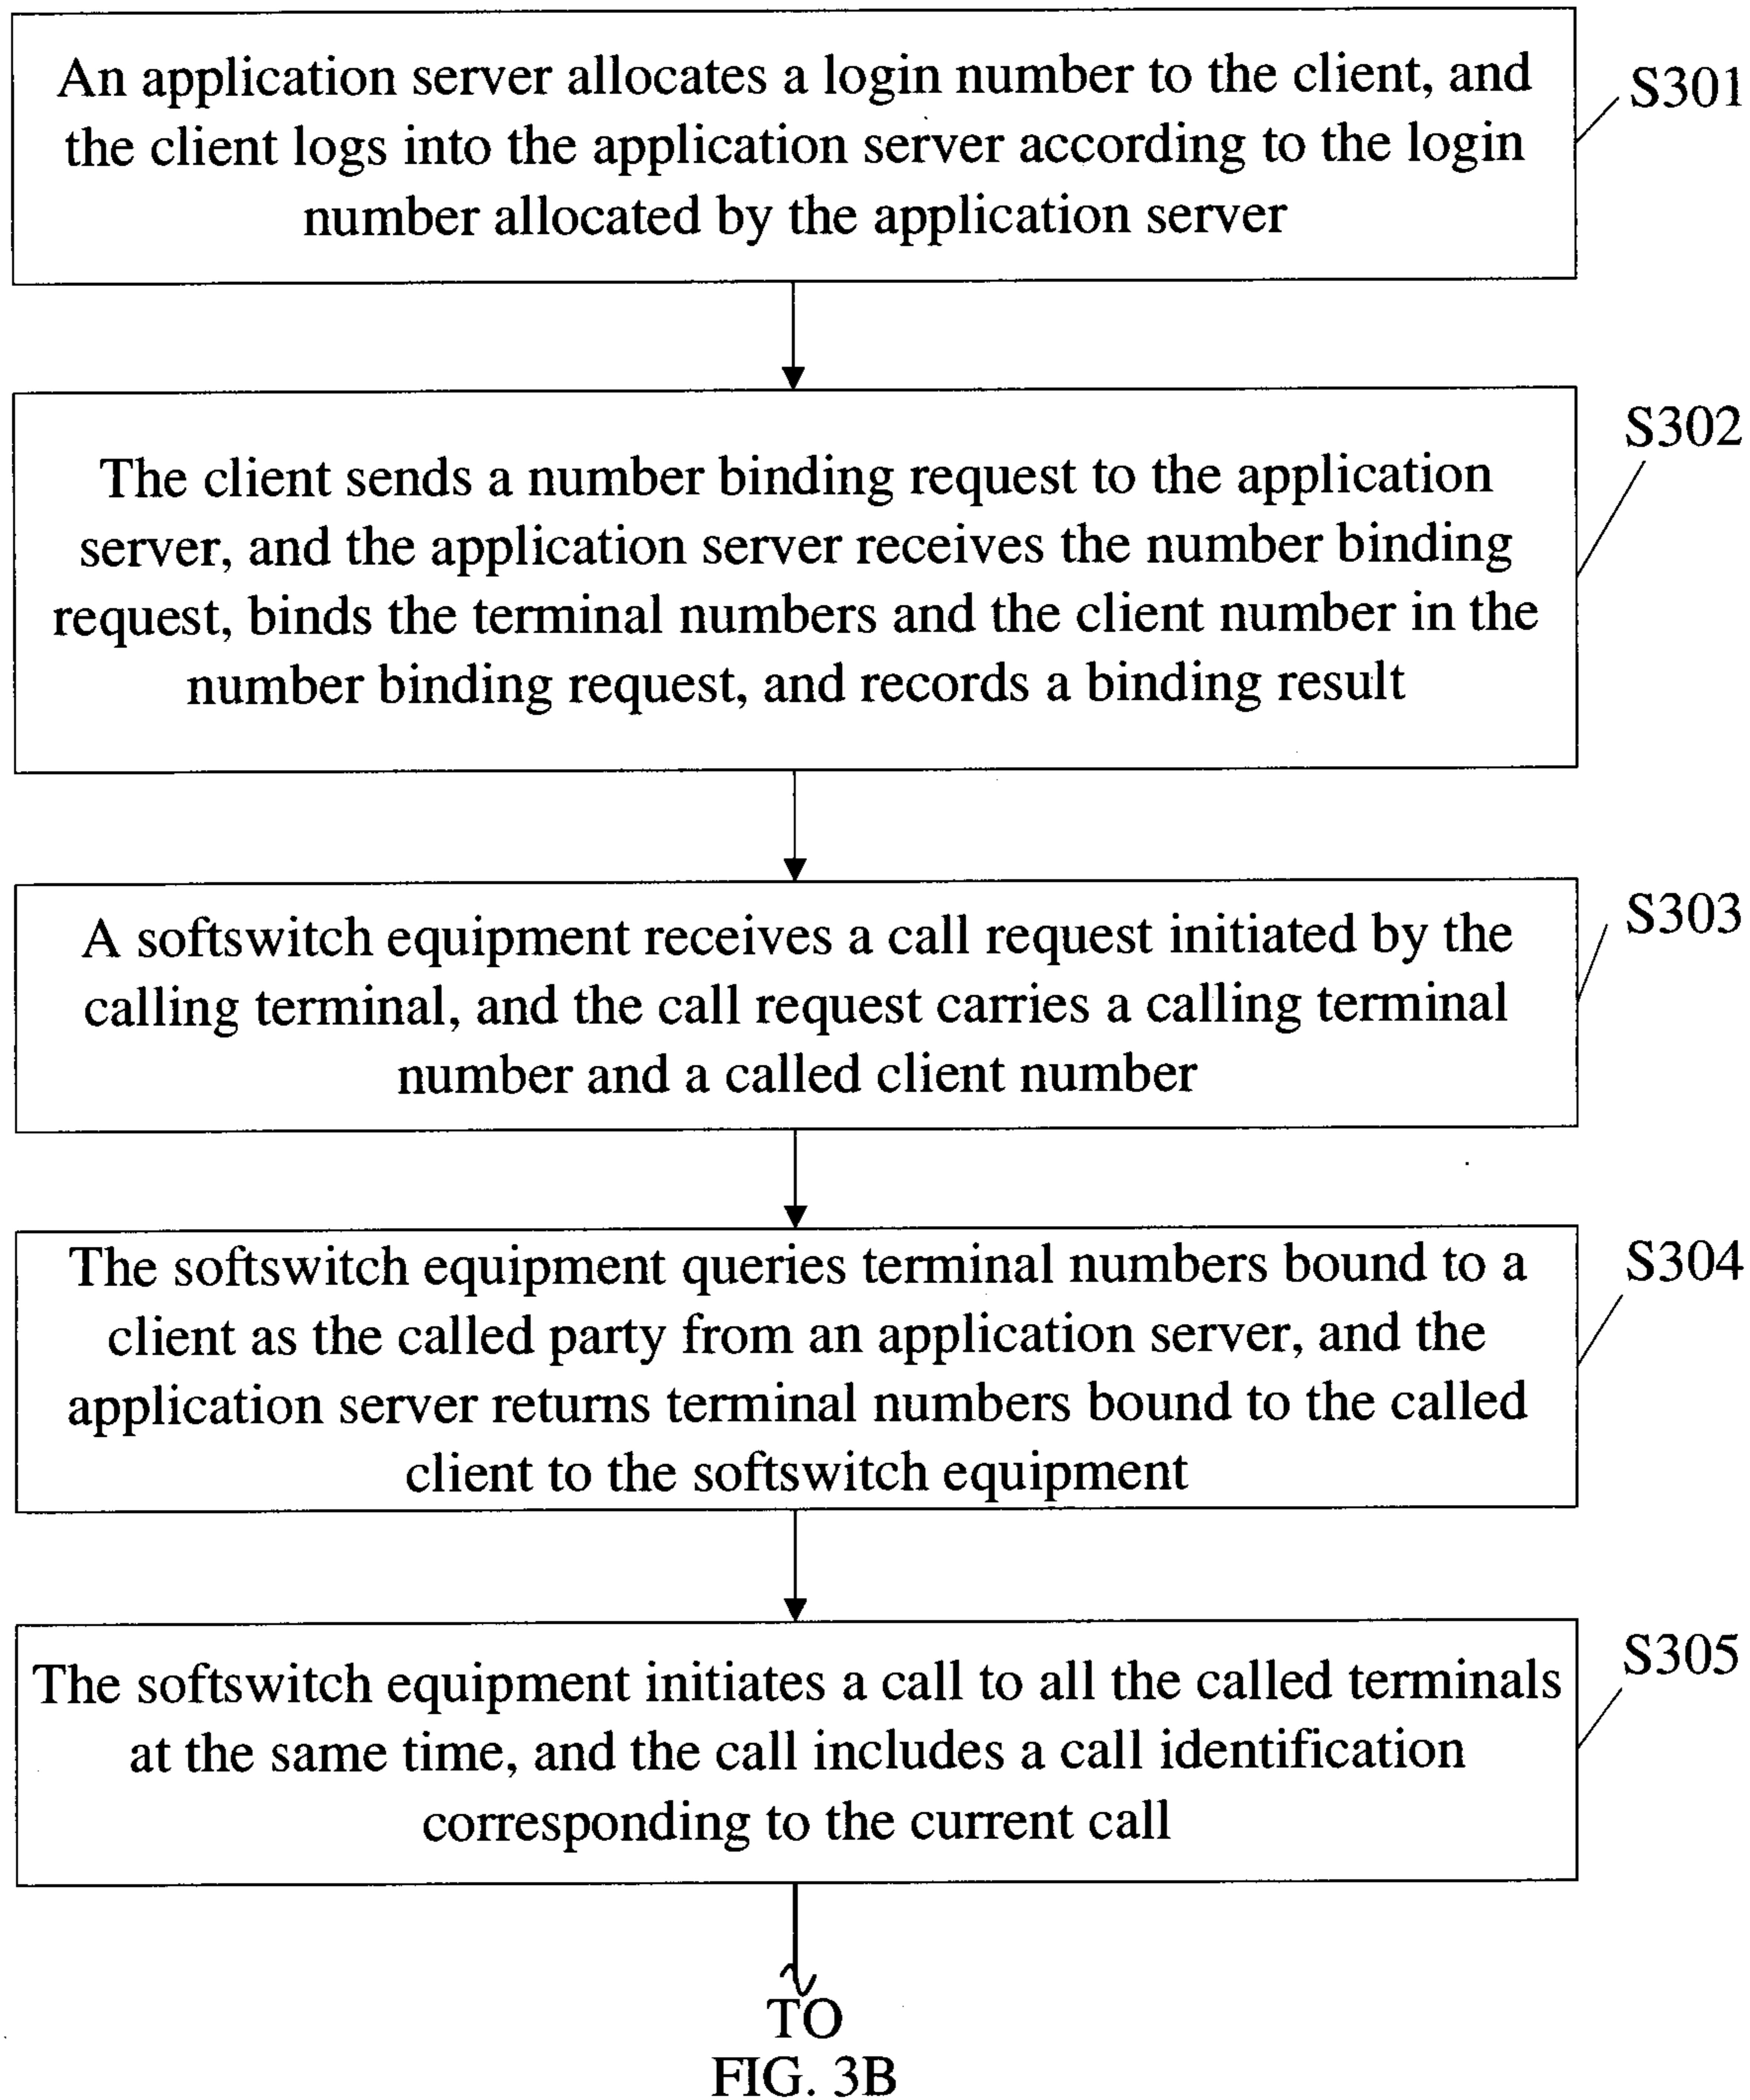 An application server allocates a login number to the client, and
the client logs into the application server according to the login
number allocated by the application server
S301
The client sends a number binding request to the application
server, and the application server receives the number binding
request, binds the terminal numbers and the client number in the
number binding request, and records a binding result
S302
A softswitch equipment receives a call request initiated by the
calling terminal, and the call request carries a calling terminal
number and a called client number
S303
The softswitch equipment queries terminal numbers bound to a
client as the called party from an application server, and the
application server returns terminal numbers bound to the called
client to the softswitch equipment
S304
The softswitch equipment initiates a call to all the called terminals
at the same time, and the call includes a call identification
corresponding to the current call
S305
TO
FIG. 3B